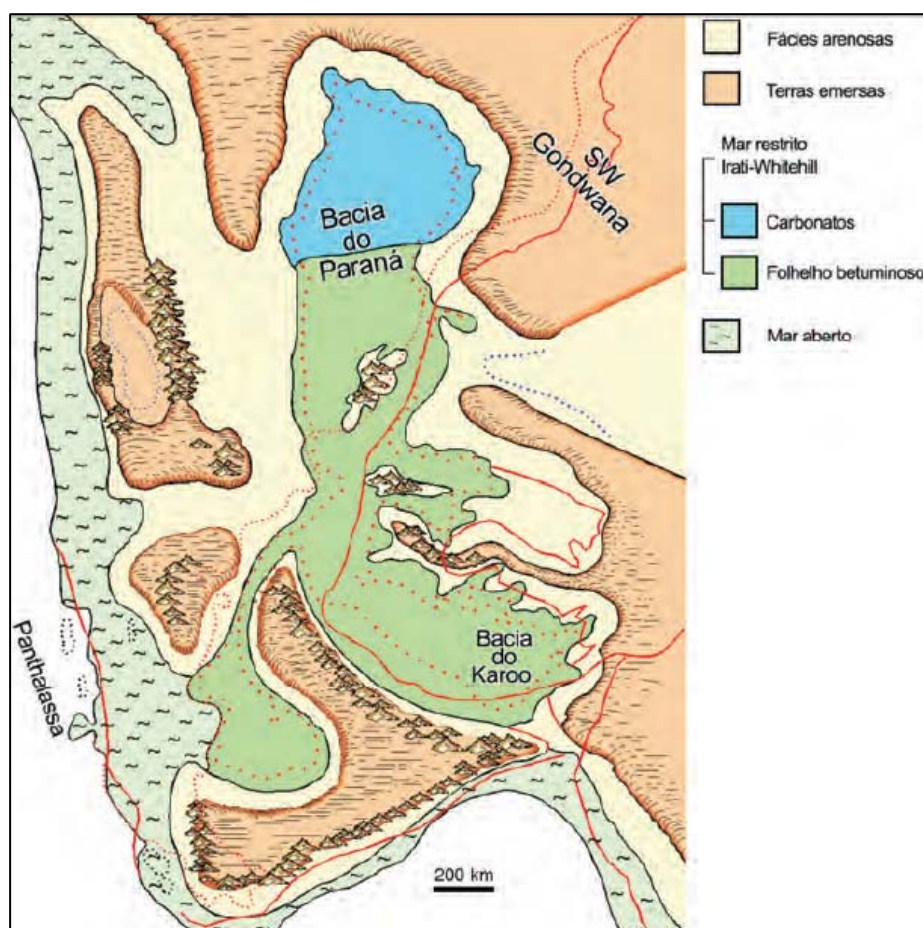 Fácies arenosas
Terras emersas
Mar restrito
Irati-Whitehill
Carbonatos
Folhelho betuminoso
Mar aberto
SW
Gondwana
Bacia
do
Paraná
Bacia
do
Karoo
Panthalassa
200 km